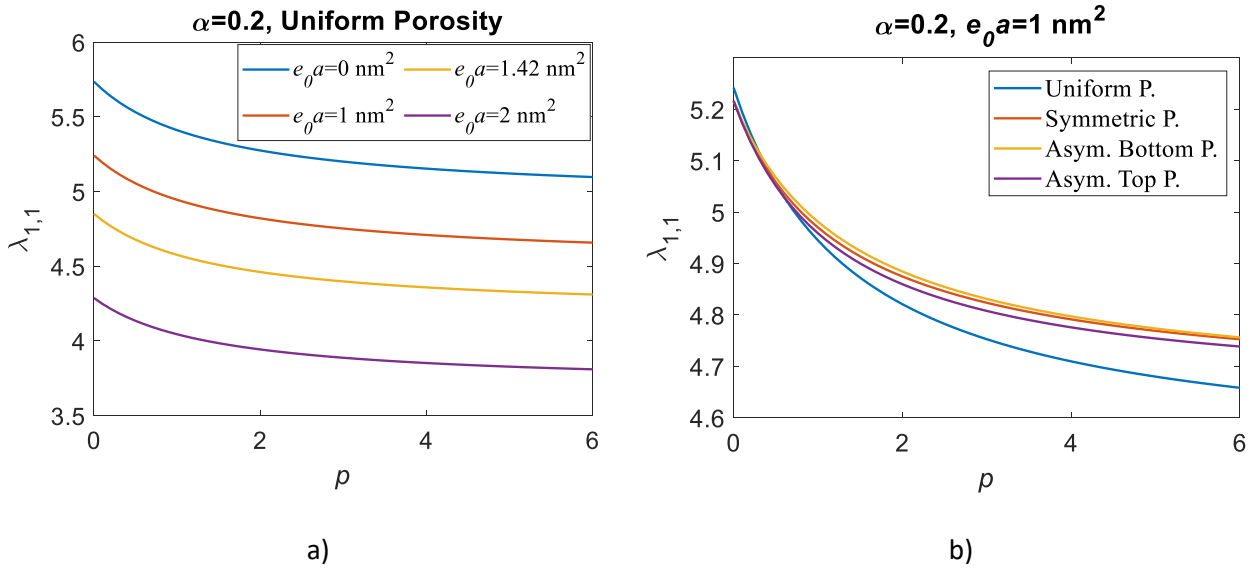 α=0.2, Uniform Porosity
6
5.5
5
4.5
4
3.5
λ1,1
e0a=0 nm²
e0a=1.42 nm²
e0a=1 nm²
e0a=2 nm²
0
2
4
6
p
a)
α=0.2, e0a=1 nm²
5.2
5.1
5
4.9
4.8
4.7
4.6
λ1,1
Uniform P.
Symmetric P.
Asym. Bottom P.
Asym. Top P.
0
2
4
6
p
b)